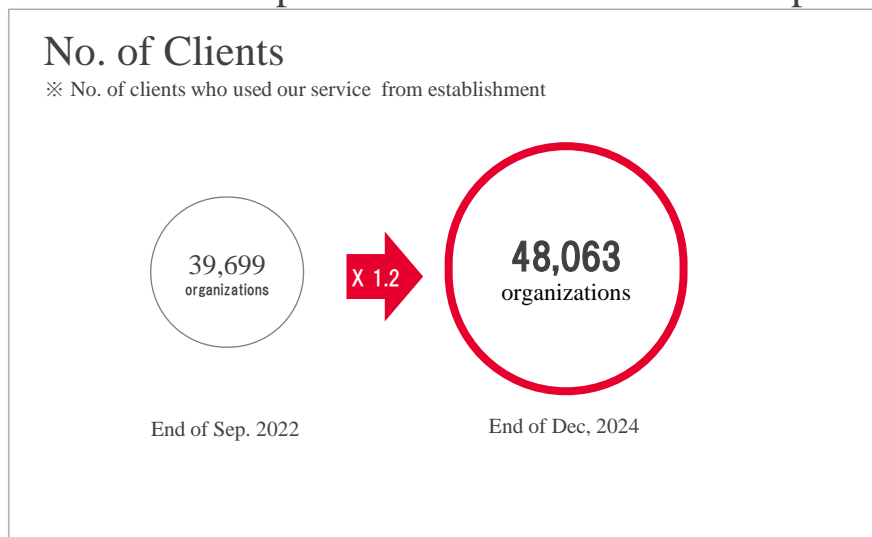 No. of Clients
※ No. of clients who used our service from establishment
39,699
organizations
X 1.2
48,063
organizations
End of Sep. 2022
End of Dec, 2024